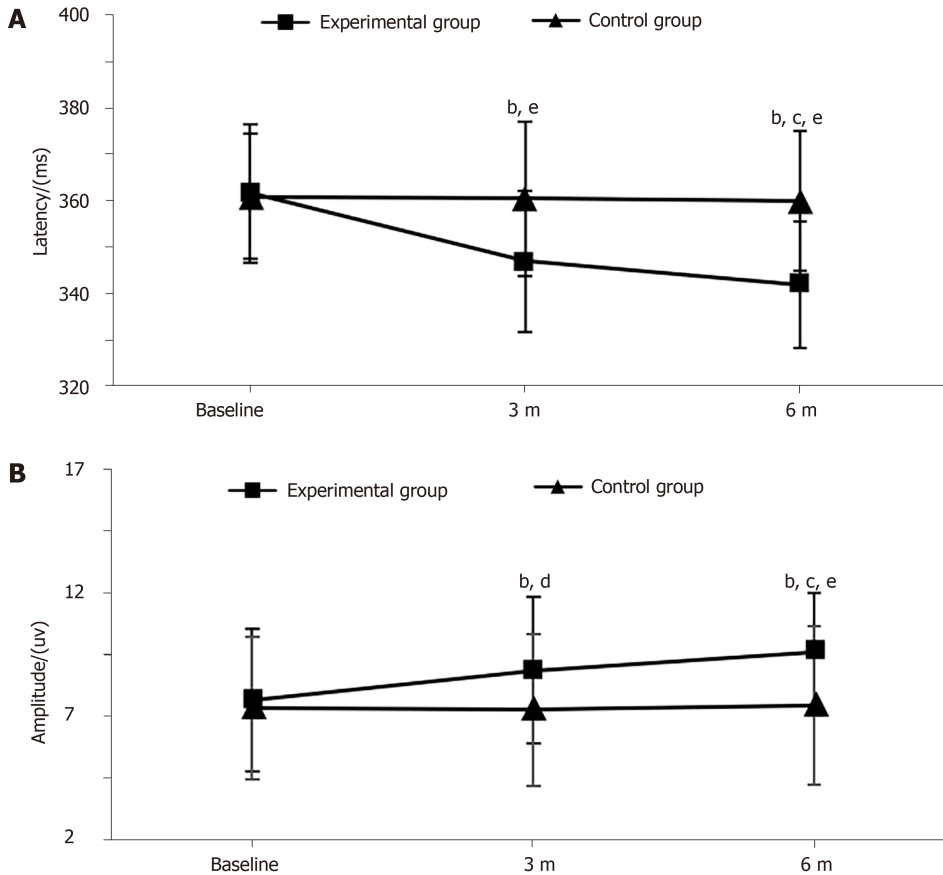 A
400
Experimental group
Control group
380
b, e
b, c, e
Latency/(ms)
360
340
320
Baseline
3 m
6 m
B
17
Experimental group
Control group
12
b, d
b, c, e
Amplitude/(uv)
7
2
Baseline
3 m
6 m